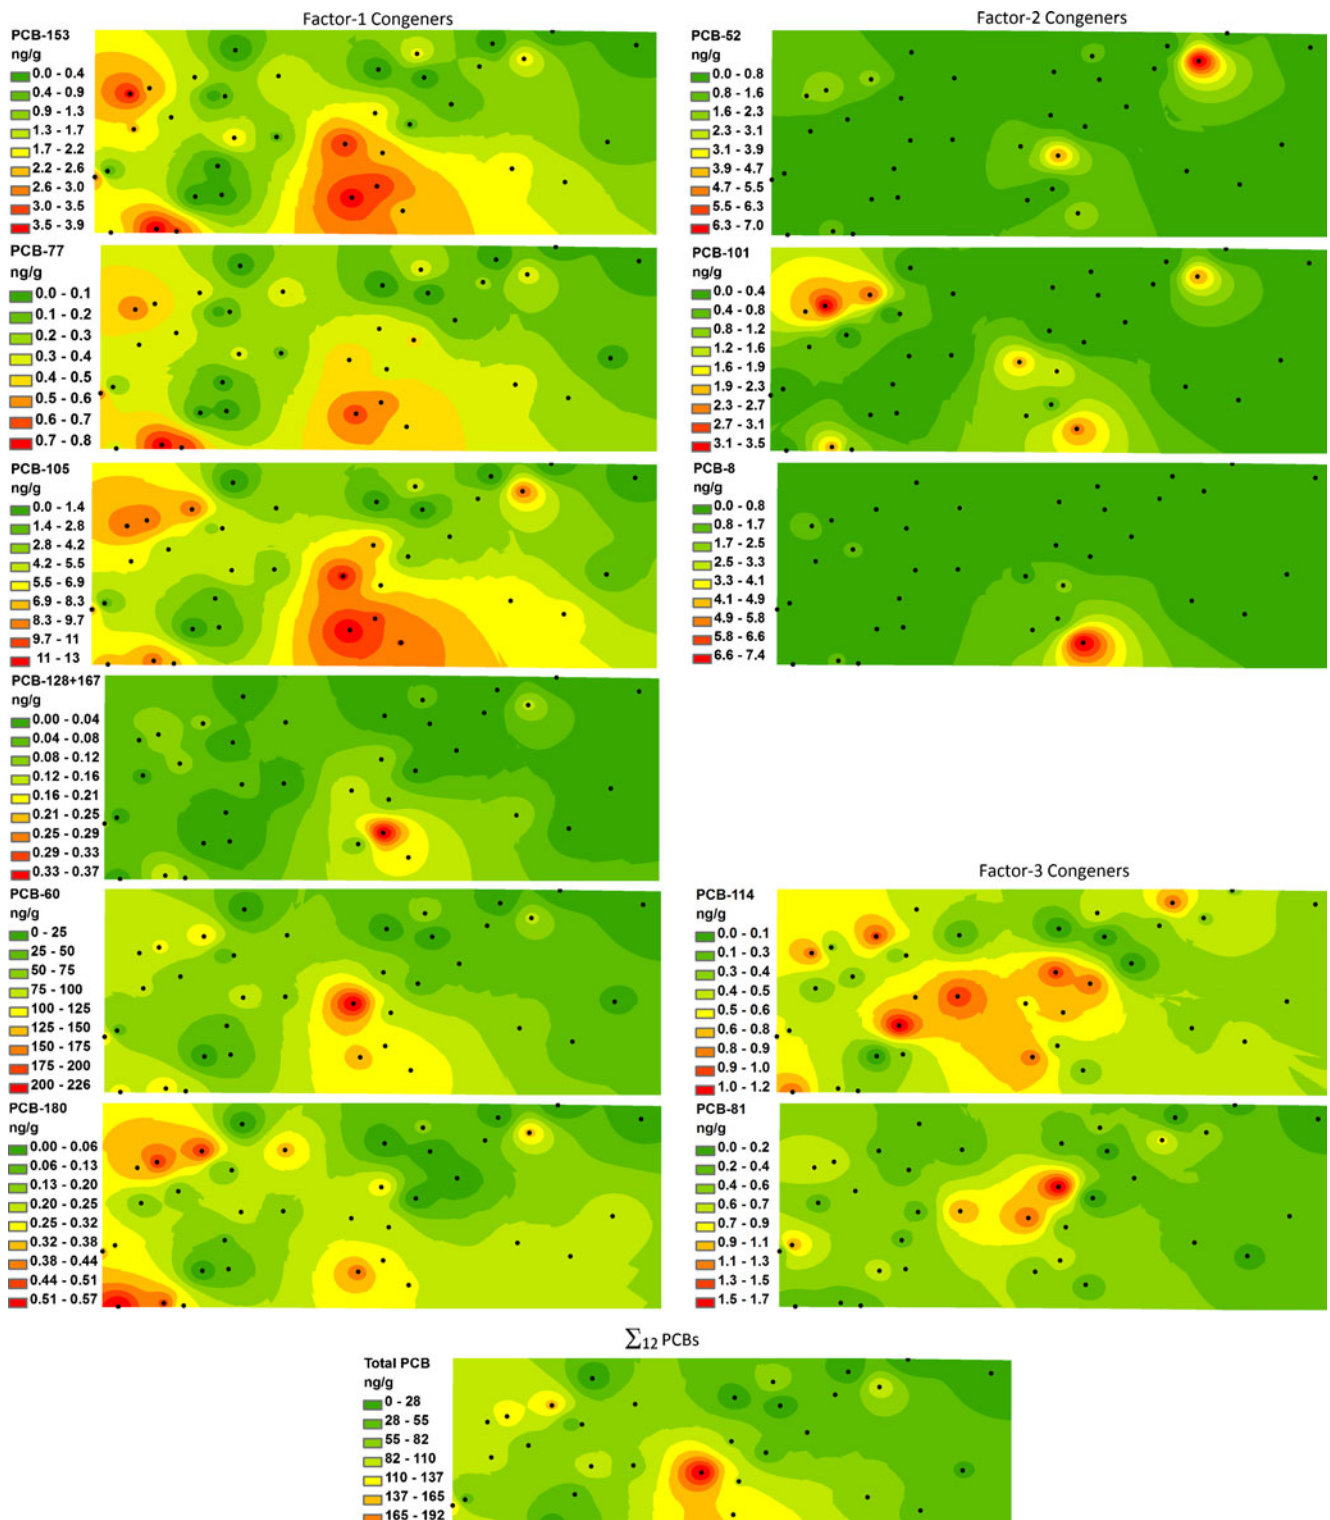 Factor-1 Congeners
PCB-153
ng/g
0.0 - 0.4
0.4 - 0.9
0.9 - 1.3
1.3 - 1.7
1.7 - 2.2
2.2 - 2.6
2.6 - 3.0
3.0 - 3.5
3.5 - 3.9
PCB-77
ng/g
0.0 - 0.1
0.1 - 0.2
0.2 - 0.3
0.3 - 0.4
0.4 - 0.5
0.5 - 0.6
0.6 - 0.7
0.7 - 0.8
PCB-105
ng/g
0.0 - 1.4
1.4 - 2.8
2.8 - 4.2
4.2 - 5.5
5.5 - 6.9
6.9 - 8.3
8.3 - 9.7
9.7 - 11
11 - 13
PCB-128+167
ng/g
0.00 - 0.04
0.04 - 0.08
0.08 - 0.12
0.12 - 0.16
0.16 - 0.21
0.21 - 0.25
0.25 - 0.29
0.29 - 0.33
0.33 - 0.37
PCB-60
ng/g
0 - 25
25 - 50
50 - 75
75 - 100
100 - 125
125 - 150
150 - 175
175 - 200
200 - 226
PCB-180
ng/g
0.00 - 0.06
0.06 - 0.13
0.13 - 0.20
0.20 - 0.25
0.25 - 0.32
0.32 - 0.38
0.38 - 0.44
0.44 - 0.51
0.51 - 0.57
Factor-2 Congeners
PCB-52
ng/g
0.0 - 0.8
0.8 - 1.6
1.6 - 2.3
2.3 - 3.1
3.1 - 3.9
3.9 - 4.7
4.7 - 5.5
5.5 - 6.3
6.3 - 7.0
PCB-101
ng/g
0.0 - 0.4
0.4 - 0.8
0.8 - 1.2
1.2 - 1.6
1.6 - 1.9
1.9 - 2.3
2.3 - 2.7
2.7 - 3.1
3.1 - 3.5
PCB-8
ng/g
0.0 - 0.8
0.8 - 1.7
1.7 - 2.5
2.5 - 3.3
3.3 - 4.1
4.1 - 4.9
4.9 - 5.8
5.8 - 6.6
6.6 - 7.4
Factor-3 Congeners
PCB-114
ng/g
0.0 - 0.1
0.1 - 0.3
0.3 - 0.4
0.4 - 0.5
0.5 - 0.6
0.6 - 0.8
0.8 - 0.9
0.9 - 1.0
1.0 - 1.2
PCB-81
ng/g
0.0 - 0.2
0.2 - 0.4
0.4 - 0.6
0.6 - 0.7
0.7 - 0.9
0.9 - 1.1
1.1 - 1.3
1.3 - 1.5
1.5 - 1.7
∑12 PCBs
Total PCB
ng/g
0 - 28
28 - 55
55 - 82
82 - 110
110 - 137
137 - 165
165 - 192